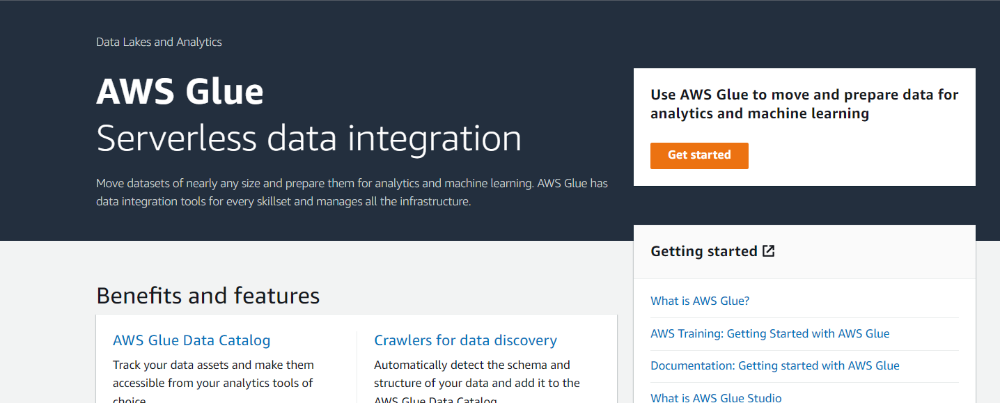 Data Lakes and Analytics
AWS Glue
Serverless data integration
Move datasets of nearly any size and prepare them for analytics and machine learning. AWS Glue has
data integration tools for every skillset and manages all the infrastructure.
Use AWS Glue to move and prepare data for
analytics and machine learning
Get started
Benefits and features
AWS Glue Data Catalog
Track your data assets and make them
accessible from your analytics tools of
choice.
Crawlers for data discovery
Automatically detect the schema and
structure of your data and add it to the
AWS Glue Data Catalog.
Getting started
What is AWS Glue?
AWS Training: Getting Started with AWS Glue
Documentation: Getting started with AWS Glue
What is AWS Glue Studio